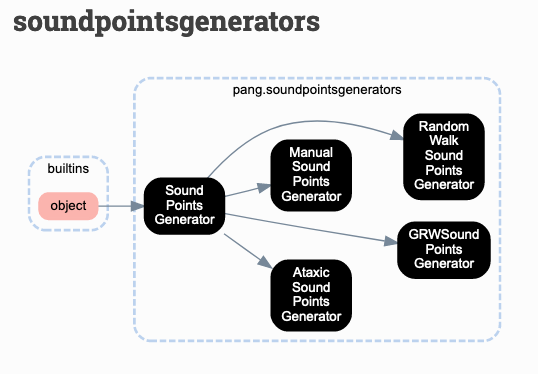 soundpointsgenerators
pang.soundpointsgenerators
builtins
object
Sound
Points
Generator
Manual
Sound
Points
Generator
Random
Walk
Sound
Points
Generator
GRWSound
Points
Generator
Ataxic
Sound
Points
Generator